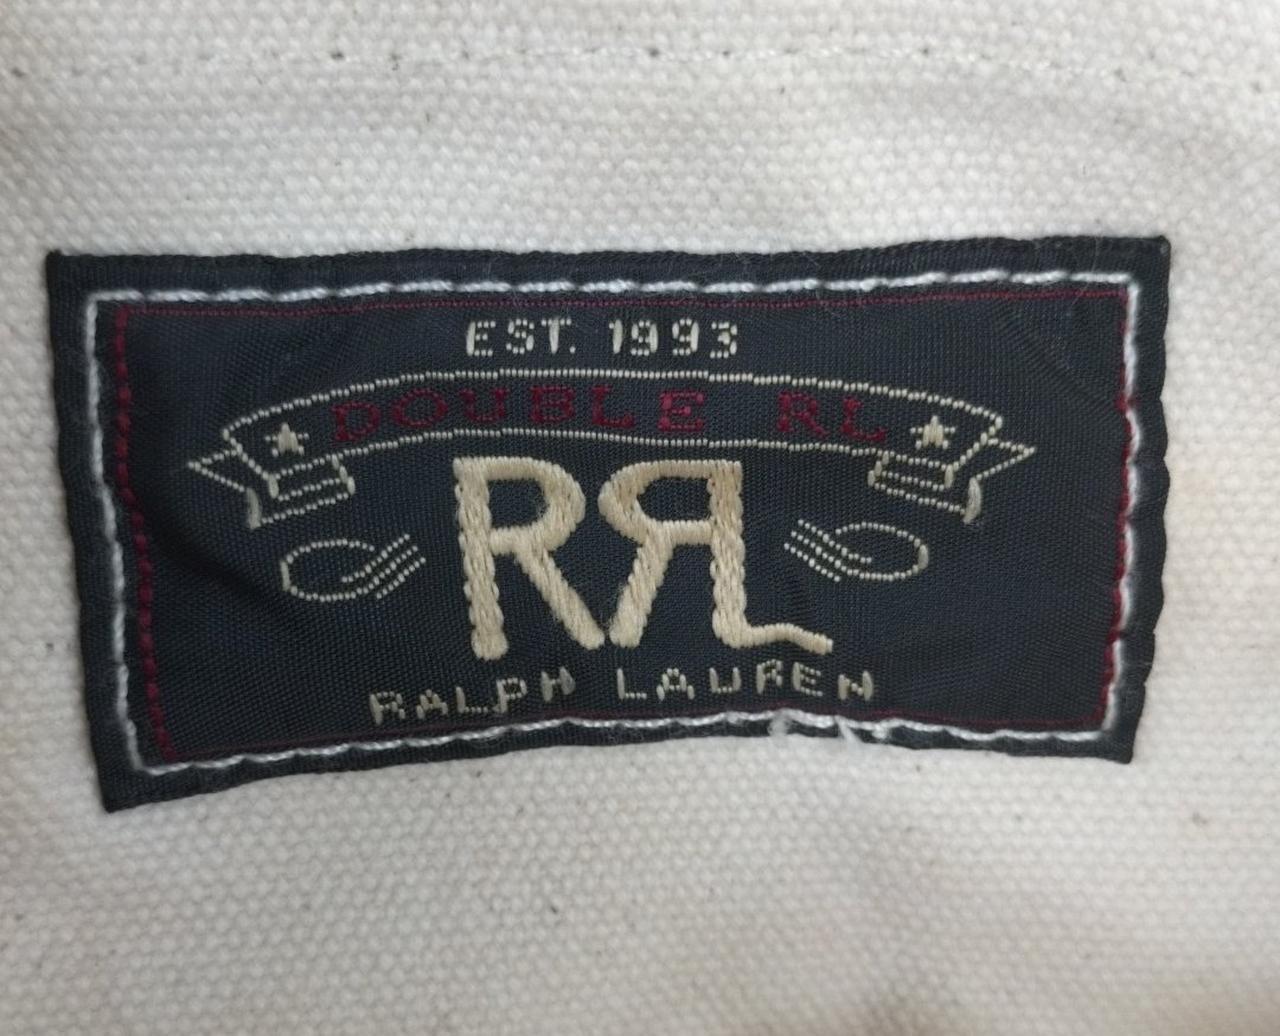 EST. 1993
DOUBLE RL
RRL
RALPH LAUREN